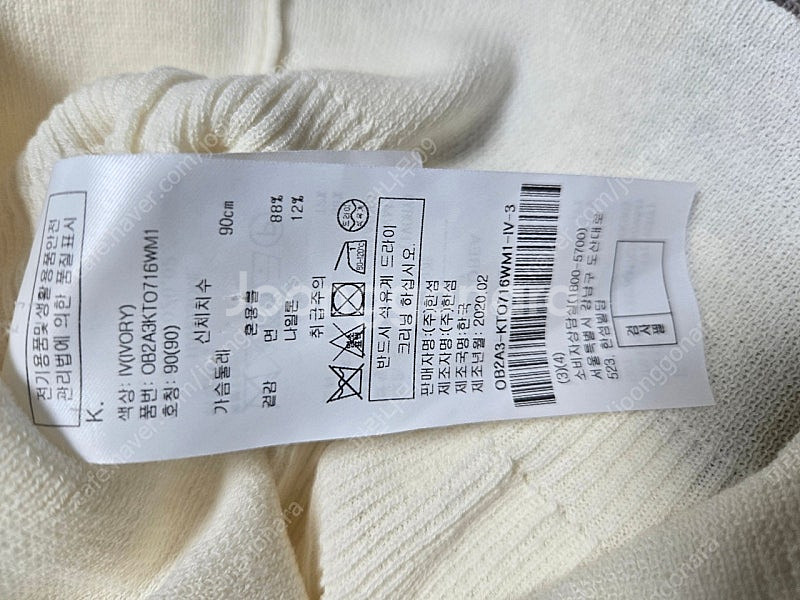 전기용품및 생활용품안전
관리법에 의한 품질표시
K.
색상: IV(IVORY)
품번: OB2A3KTO716WM1
호칭: 90(90)
신체치수
가슴둘레 90cm
혼용률
겉감 면 88%
나일론 12%
취급주의
80~120℃
드라이
반드시 석유계 드라이
크리닝 하십시오.
판매자명:(주)한섬
제조자명:(주)한섬
제조국명:한국
제조년월: 2020.02
OB2A3-KTO716WM1-IV-3
(3)(4)
소비자상담실(1800-5700)
서울특별시 강남구 도산대로
523. 한섬빌딩
검사필